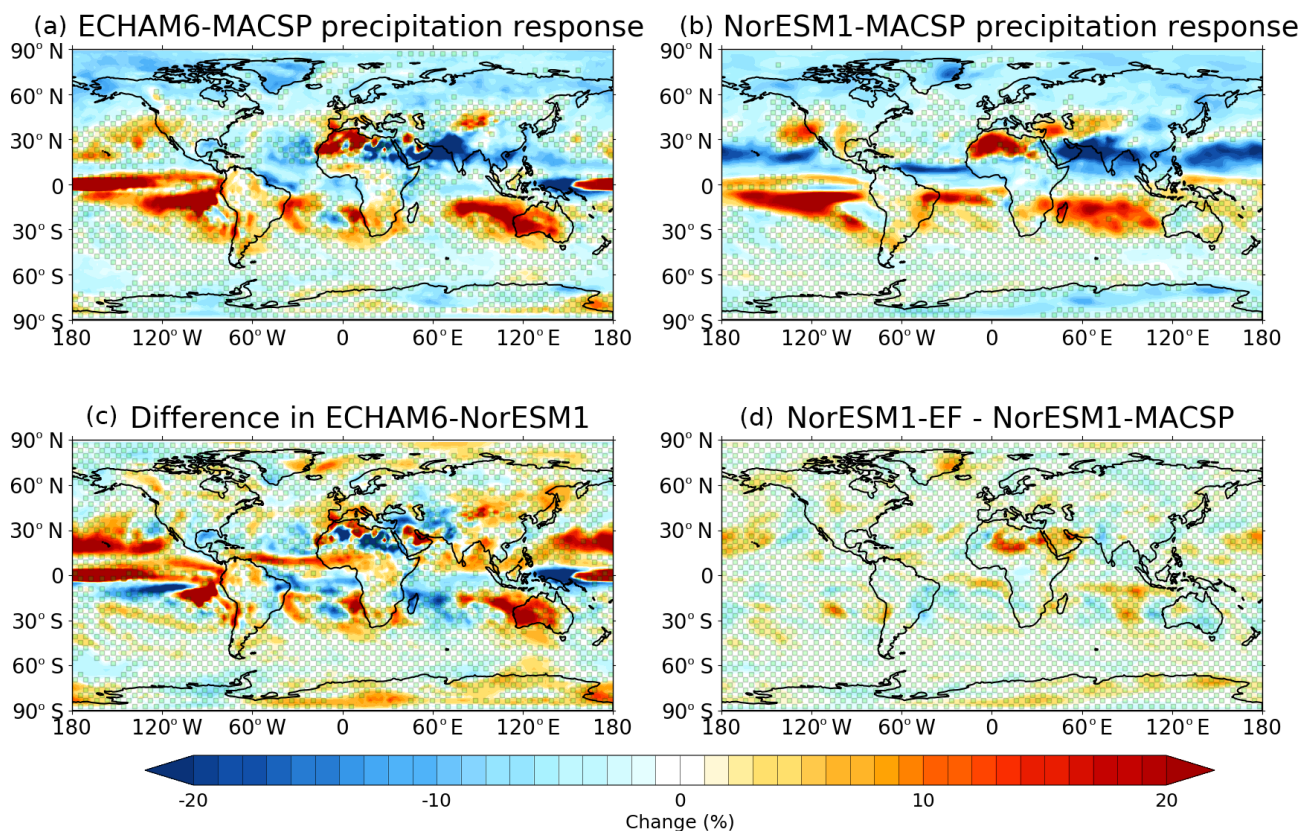 (a) ECHAM6-MACSP precipitation response
(b) NorESM1-MACSP precipitation response
90° N
60° N
30° N
0
30° S
60° S
90° S
180
120° W
60° W
0
60° E
120° E
180
90° N
60° N
30° N
0
30° S
60° S
90° S
180
120° W
60° W
0
60° E
120° E
180
(c) Difference in ECHAM6-NorESM1
(d) NorESM1-EF - NorESM1-MACSP
90° N
60° N
30° N
0
30° S
60° S
90° S
180
120° W
60° W
0
60° E
120° E
180
90° N
60° N
30° N
0
30° S
60° S
90° S
180
120° W
60° W
0
60° E
120° E
180
-20
-10
0
10
20
Change (%)